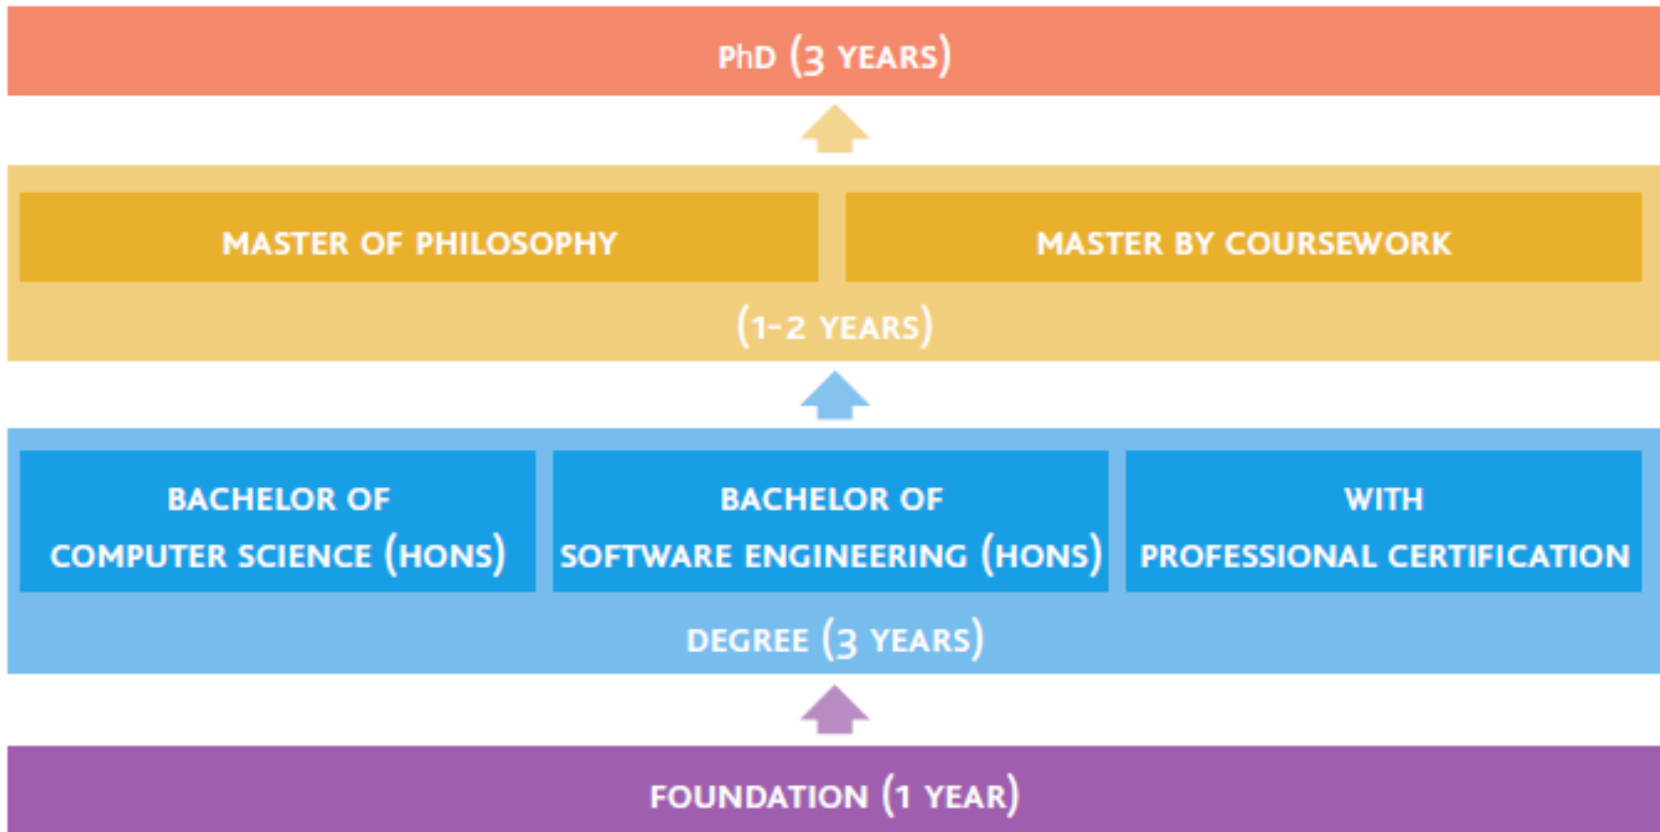 PhD (3 YEARS)
MASTER OF PHILOSOPHY
MASTER BY COURSEWORK
(1-2 YEARS)
BACHELOR OF
COMPUTER SCIENCE (HONS)
BACHELOR OF
SOFTWARE ENGINEERING (HONS)
WITH
PROFESSIONAL CERTIFICATION
DEGREE (3 YEARS)
FOUNDATION (1 YEAR)